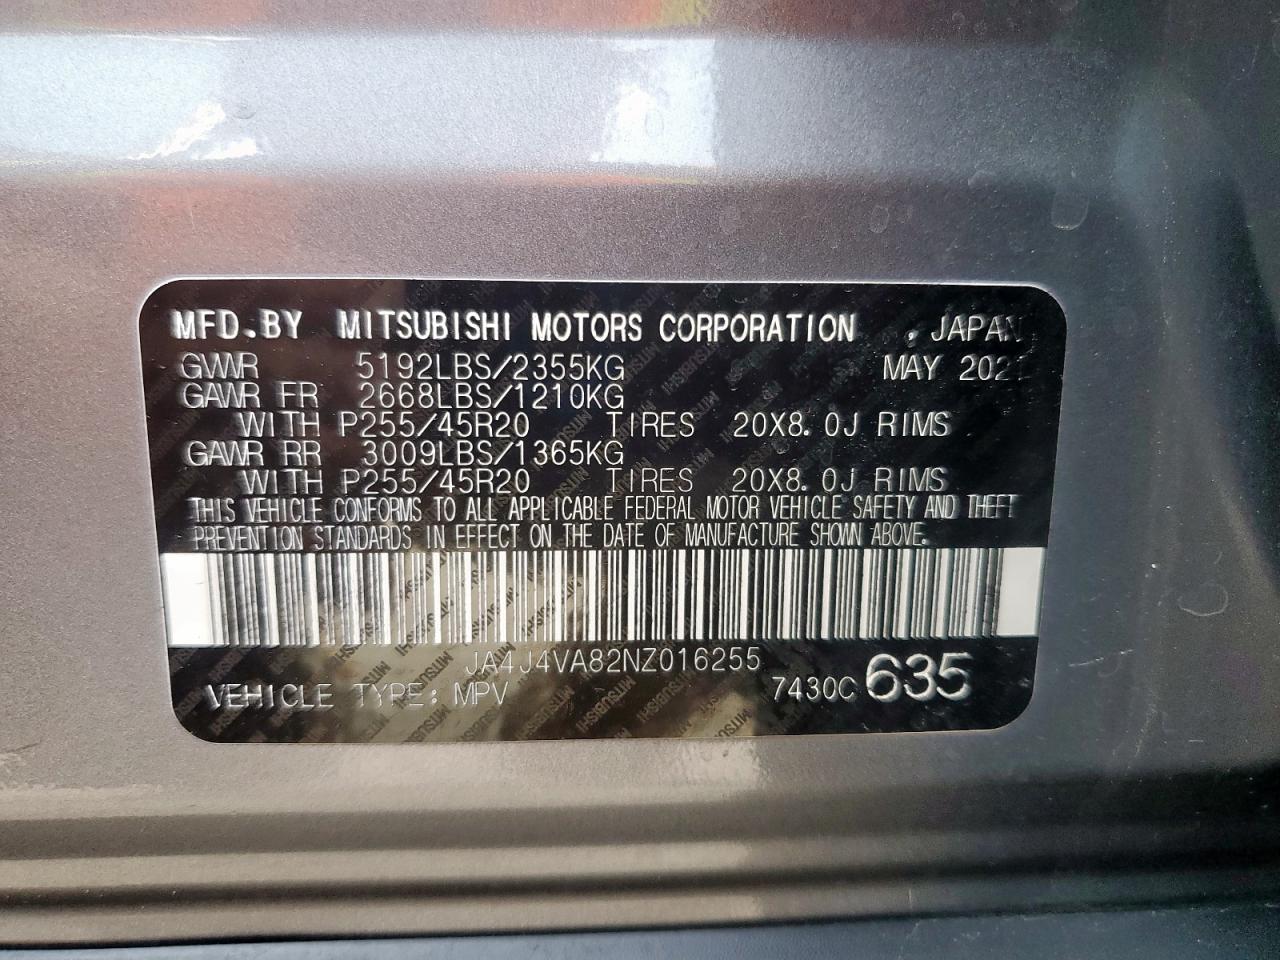 MFD.BY MITSUBISHI MOTORS CORPORATION , JAPAN
GVWR 5192LBS/2355KG MAY
GAWR FR 2668LBS/1210KG
WITH P255/45R20 TIRES 20X8.0J RIMS
GAWR RR 3009LBS/1365KG
WITH P255/45R20 TIRES 20X8.0J RIMS
THIS VEHICLE CONFORMS TO ALL APPLICABLE FEDERAL MOTOR VEHICLE SAFETY AND THEFT
PREVENTION STANDARDS IN EFFECT ON THE DATE OF MANUFACTURE SHOWN ABOVE.
JA4J4VA82NZ016255
VEHICLE TYPE: MPV 7430C 635